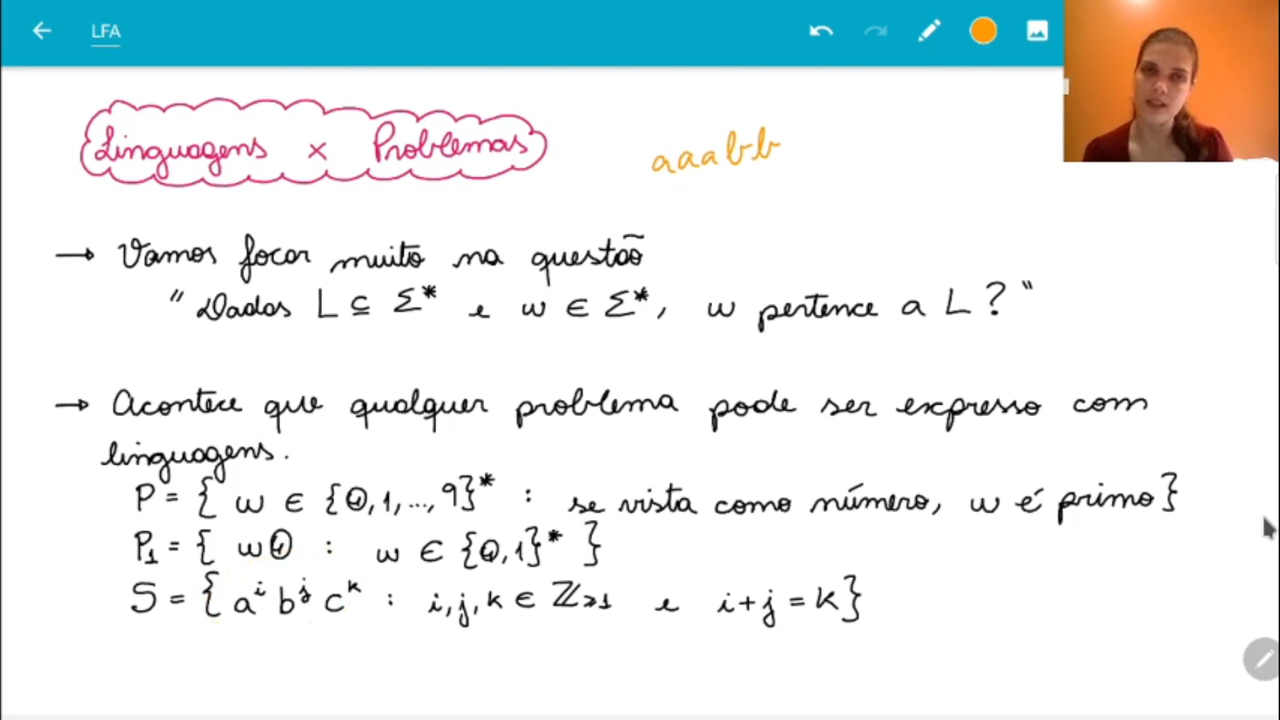 LFA
Linguagens × Problemas
aaabb
→ Vamos focar muito na questão
"Dados L ⊆ Σ* e w ∈ Σ*, w pertence a L?"
→ Acontece que qualquer problema pode ser expresso com
linguagens.
P = { w ∈ {0,1,...,9}* : se vista como número, w é primo}
P₁ = { w0 : w ∈ {0,1}* }
S = { aⁱ bʲ cᵏ : i,j,k ∈ ℤ≥1 e i+j=k}